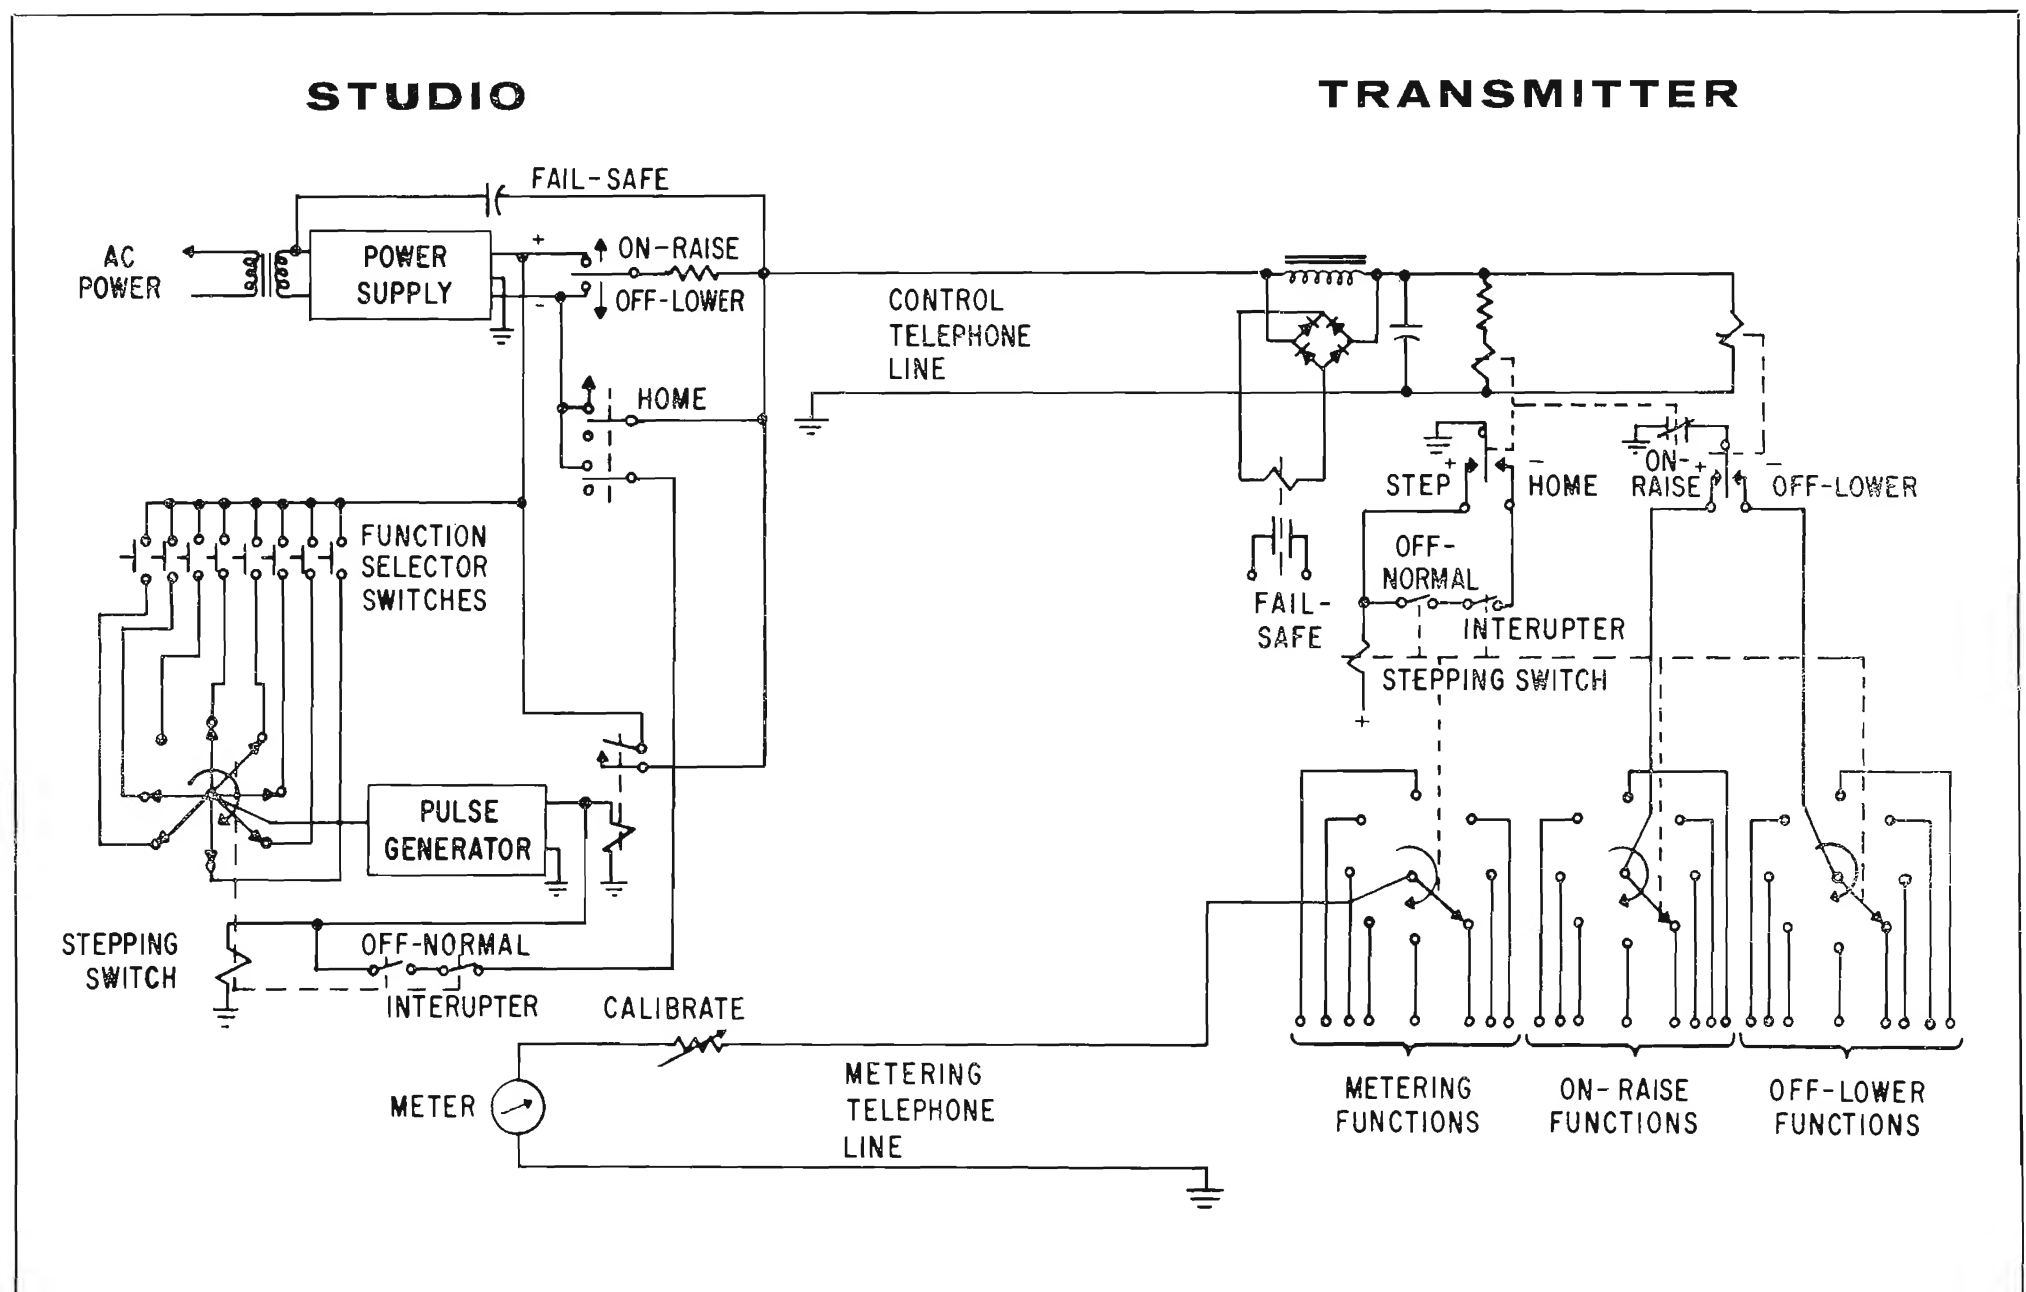 STUDIO
TRANSMITTER
FAIL-SAFE
AC
POWER
POWER
SUPPLY
+
-
ON-RAISE
OFF-LOWER
HOME
CONTROL
TELEPHONE
LINE
FUNCTION
SELECTOR
SWITCHES
STEP
+
-
HOME
ON-
RAISE
+
-
OFF-LOWER
OFF-
NORMAL
INTERUPTER
FAIL-
SAFE
STEPPING SWITCH
+
PULSE
GENERATOR
STEPPING
SWITCH
OFF-NORMAL
INTERUPTER
CALIBRATE
METER
METERING
TELEPHONE
LINE
METERING
FUNCTIONS
ON-RAISE
FUNCTIONS
OFF-LOWER
FUNCTIONS